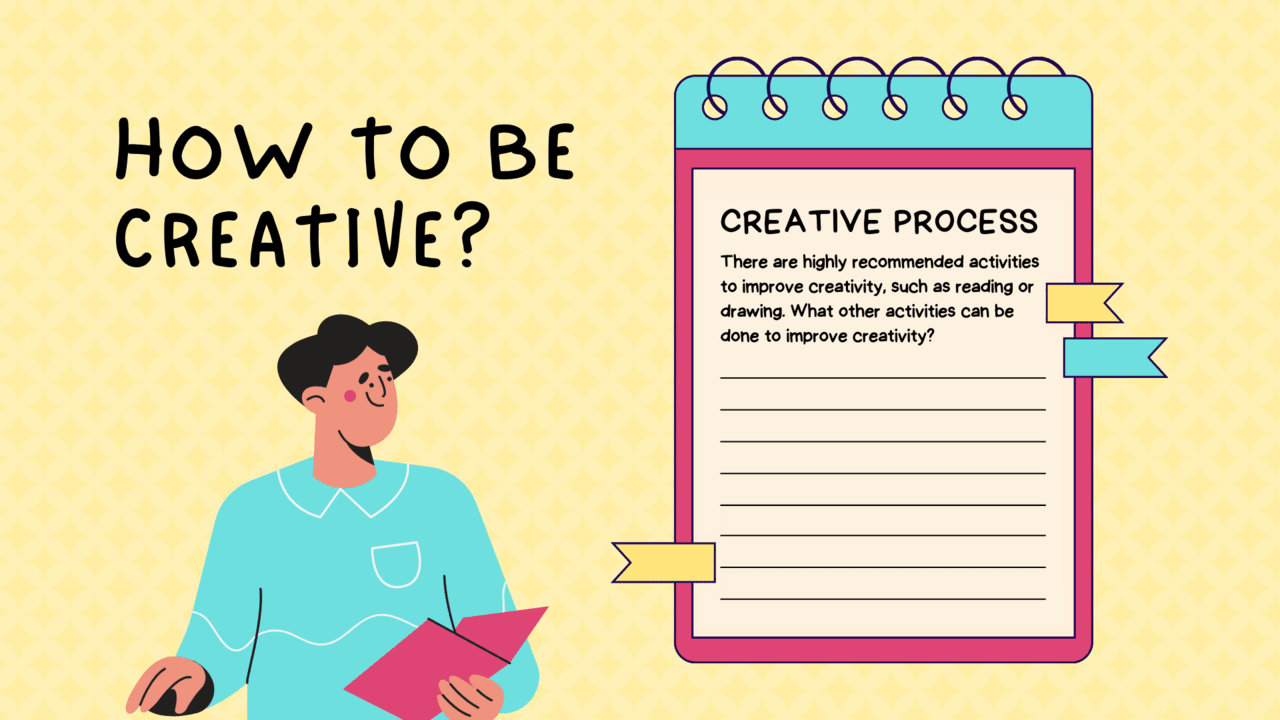 HOW TO BE
CREATIVE?
CREATIVE PROCESS
There are highly recommended activities
to improve creativity, such as reading or
drawing. What other activities can be
done to improve creativity?